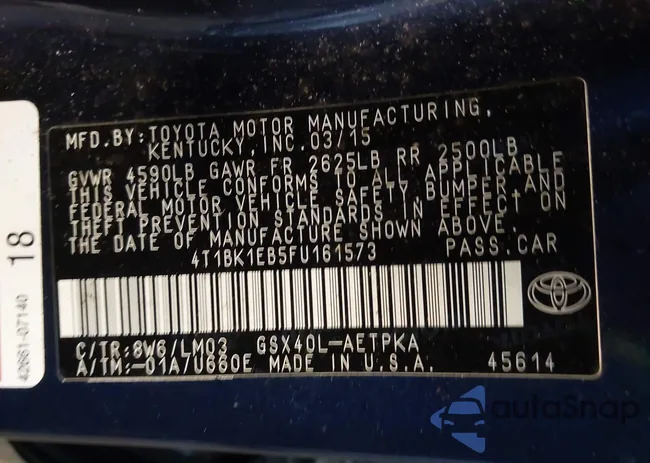 MFD.BY:TOYOTA MOTOR MANUFACTURING,
KENTUCKY, INC.03/15
GVWR 4590LB GAWR FR 2625LB RR 2500LB
THIS VEHICLE CONFORMS TO ALL APPLICABLE
FEDERAL MOTOR VEHICLE SAFETY, BUMPER, AND
THEFT PREVENTION STANDARDS IN EFFECT ON
THE DATE OF MANUFACTURE SHOWN ABOVE.
4T1BK1EB5FU161573 PASS.CAR
C/TR:8W6/LM03 GSX40L-AETPKA
A/TM:-01A/U660E MADE IN U.S.A. 45614
18
42661-07140
autoSnap